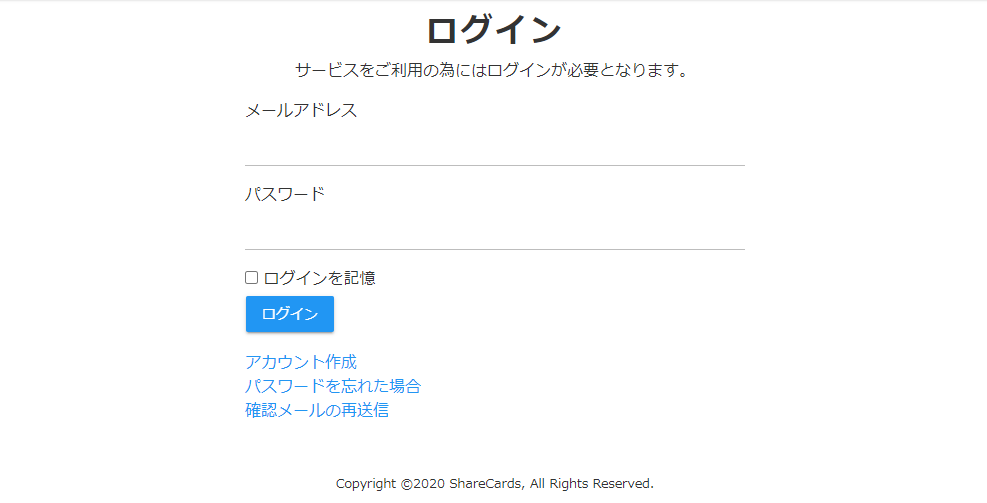 ログイン
サービスをご利用の為にはログインが必要となります。
メールアドレス
パスワード
ログインを記憶
ログイン
アカウント作成
パスワードを忘れた場合
確認メールの再送信
Copyright ©2020 ShareCards, All Rights Reserved.